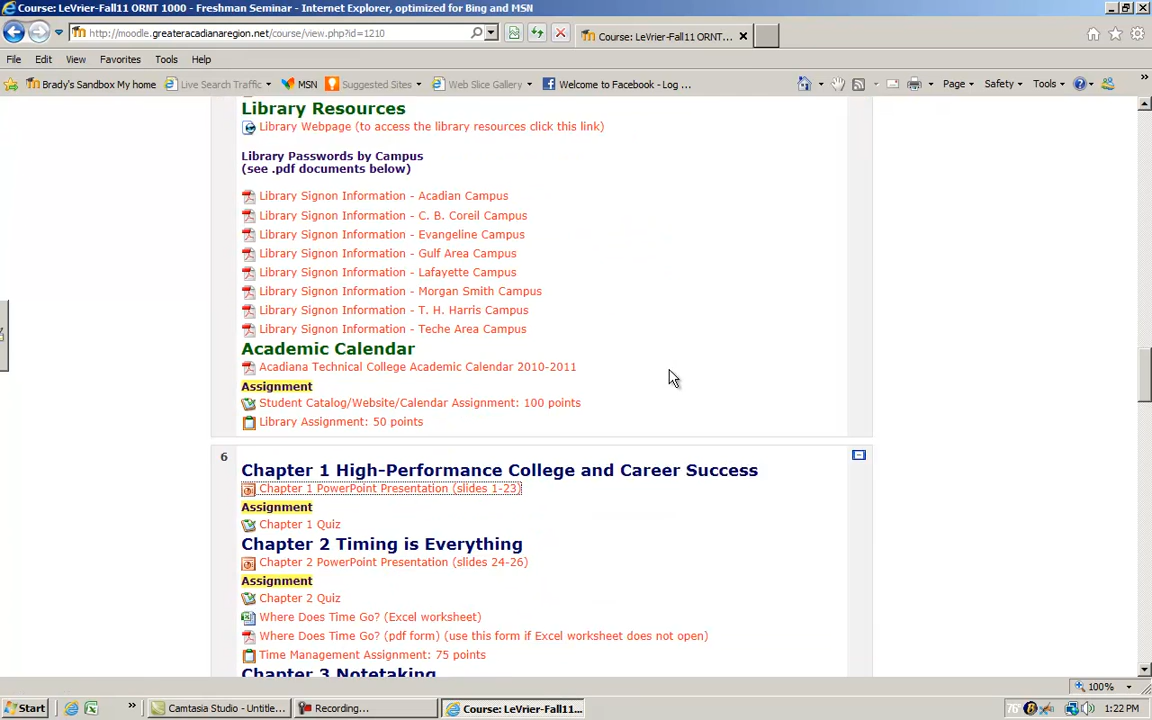 Course: LeVrier-Fall11 ORNT 1000 - Freshman Seminar - Internet Explorer, optimized for Bing and MSN
http://moodle.greateracadianaregion.net/course/view.php?id=1210
Course: LeVrier-Fall11 ORNT...
File Edit View Favorites Tools Help
Brady's Sandbox My home Live Search Traffic MSN Suggested Sites Web Slice Gallery Welcome to Facebook - Log ... Page Safety Tools
Library Resources
Library Webpage (to access the library resources click this link)
Library Passwords by Campus
(see .pdf documents below)
Library Signon Information - Acadian Campus
Library Signon Information - C. B. Coreil Campus
Library Signon Information - Evangeline Campus
Library Signon Information - Gulf Area Campus
Library Signon Information - Lafayette Campus
Library Signon Information - Morgan Smith Campus
Library Signon Information - T. H. Harris Campus
Library Signon Information - Teche Area Campus
Academic Calendar
Acadiana Technical College Academic Calendar 2010-2011
Assignment
Student Catalog/Website/Calendar Assignment: 100 points
Library Assignment: 50 points
6
Chapter 1 High-Performance College and Career Success
Chapter 1 PowerPoint Presentation (slides 1-23)
Assignment
Chapter 1 Quiz
Chapter 2 Timing is Everything
Chapter 2 PowerPoint Presentation (slides 24-26)
Assignment
Chapter 2 Quiz
Where Does Time Go? (Excel worksheet)
Where Does Time Go? (pdf form) (use this form if Excel worksheet does not open)
Time Management Assignment: 75 points
Chapter 3 Notetaking
100%
Start Camtasia Studio - Untitle... Recording... Course: LeVrier-Fall11... 76° 1:22 PM